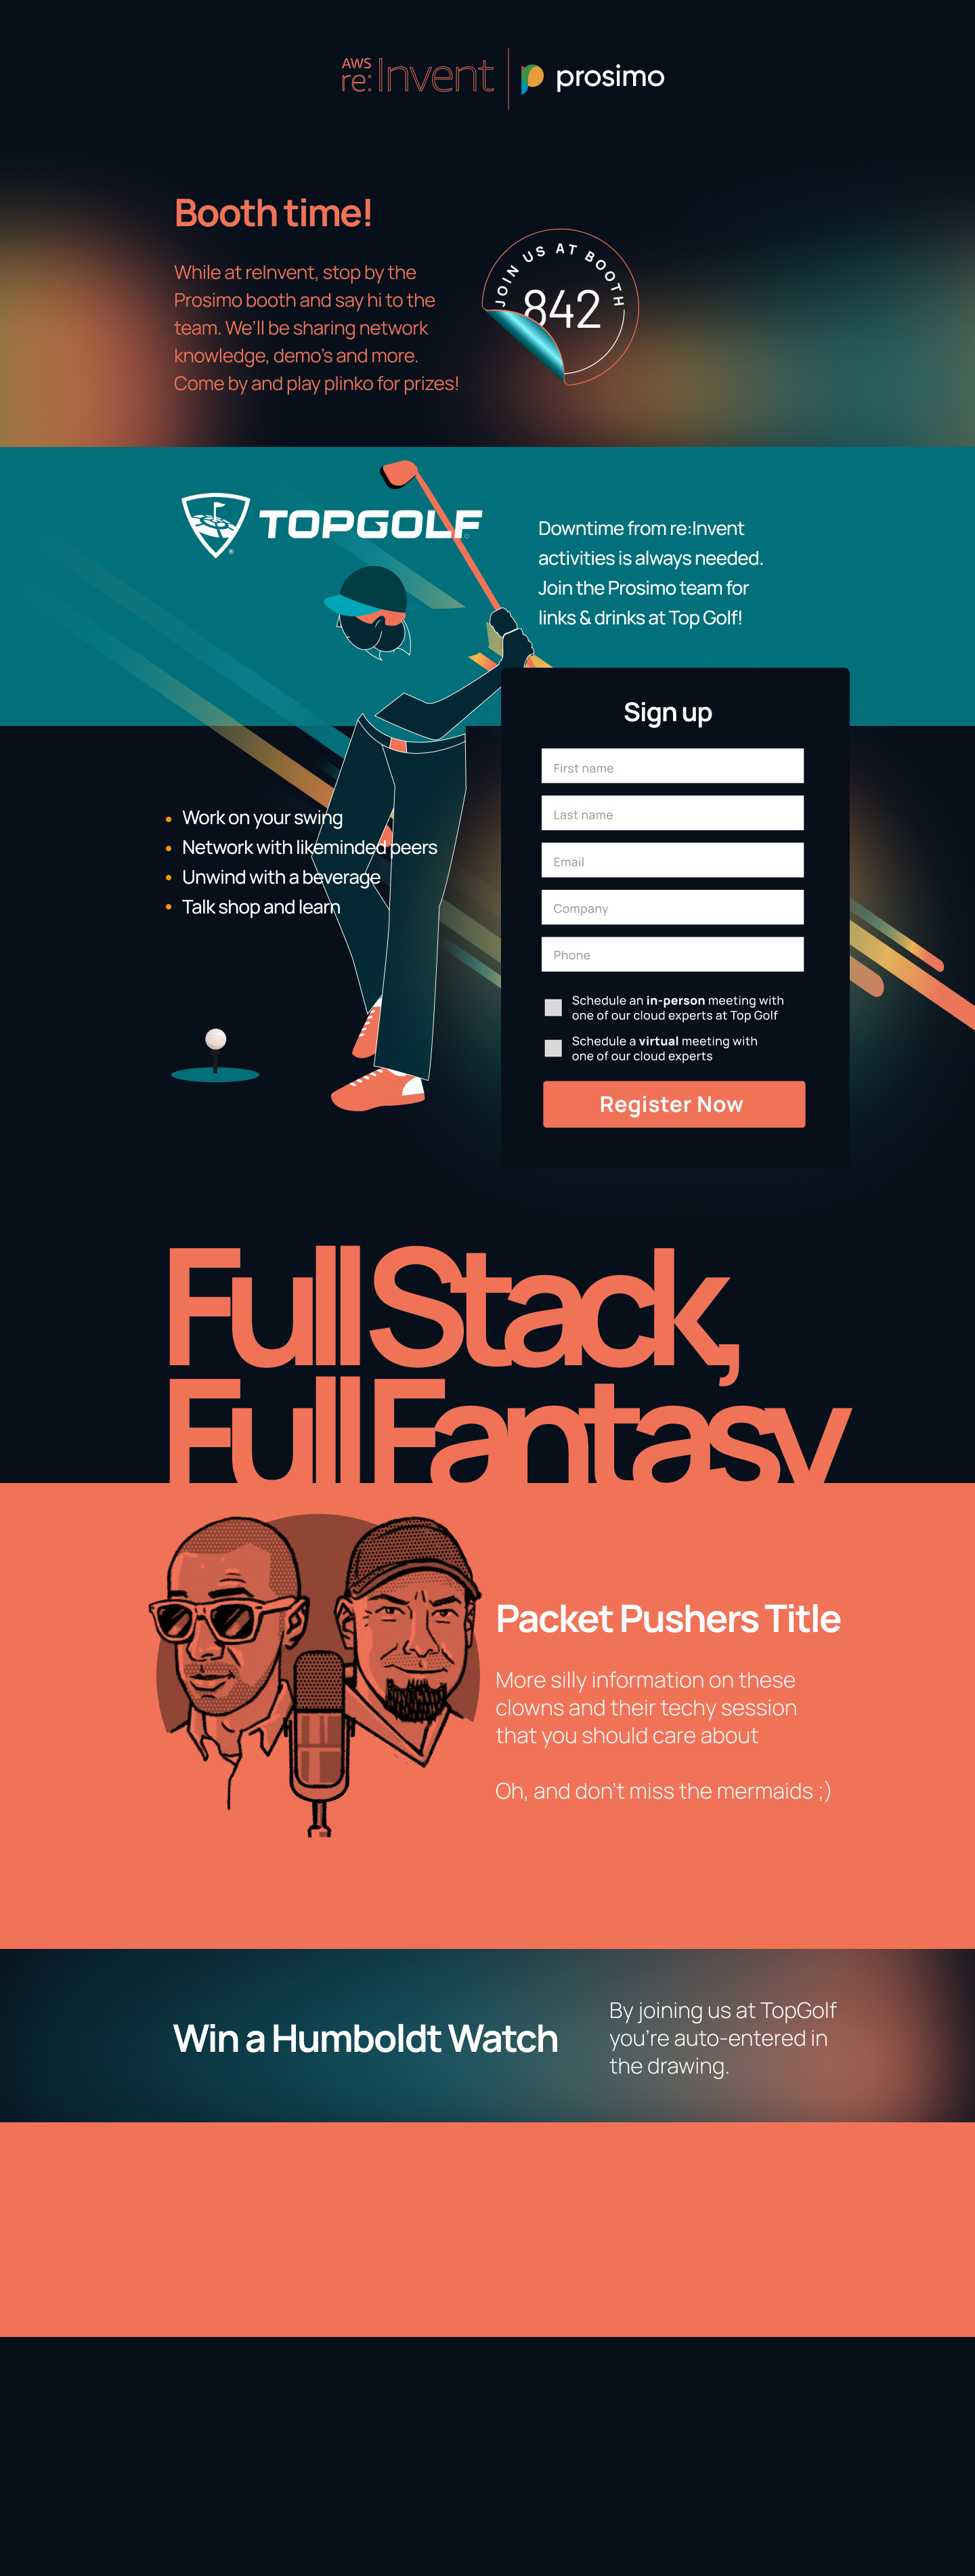 AWS
re:Invent
prosimo
Booth time!
While at reInvent, stop by the
Prosimo booth and say hi to the
team. We’ll be sharing network
knowledge, demo’s and more.
Come by and play plinko for prizes!
JOIN US AT BOOTH
842
TOPGOLF
®
Downtime from re:Invent
activities is always needed.
Join the Prosimo team for
links & drinks at Top Golf!
Sign up
First name
Last name
Email
Company
Phone
Schedule an in-person meeting with
one of our cloud experts at Top Golf
Schedule a virtual meeting with
one of our cloud experts
Register Now
Work on your swing
Network with likeminded peers
Unwind with a beverage
Talk shop and learn
Full Stack,
Full Fantasy
Packet Pushers Title
More silly information on these
clowns and their techy session
that you should care about
Oh, and don’t miss the mermaids ;)
Win a Humboldt Watch
By joining us at TopGolf
you’re auto-entered in
the drawing.